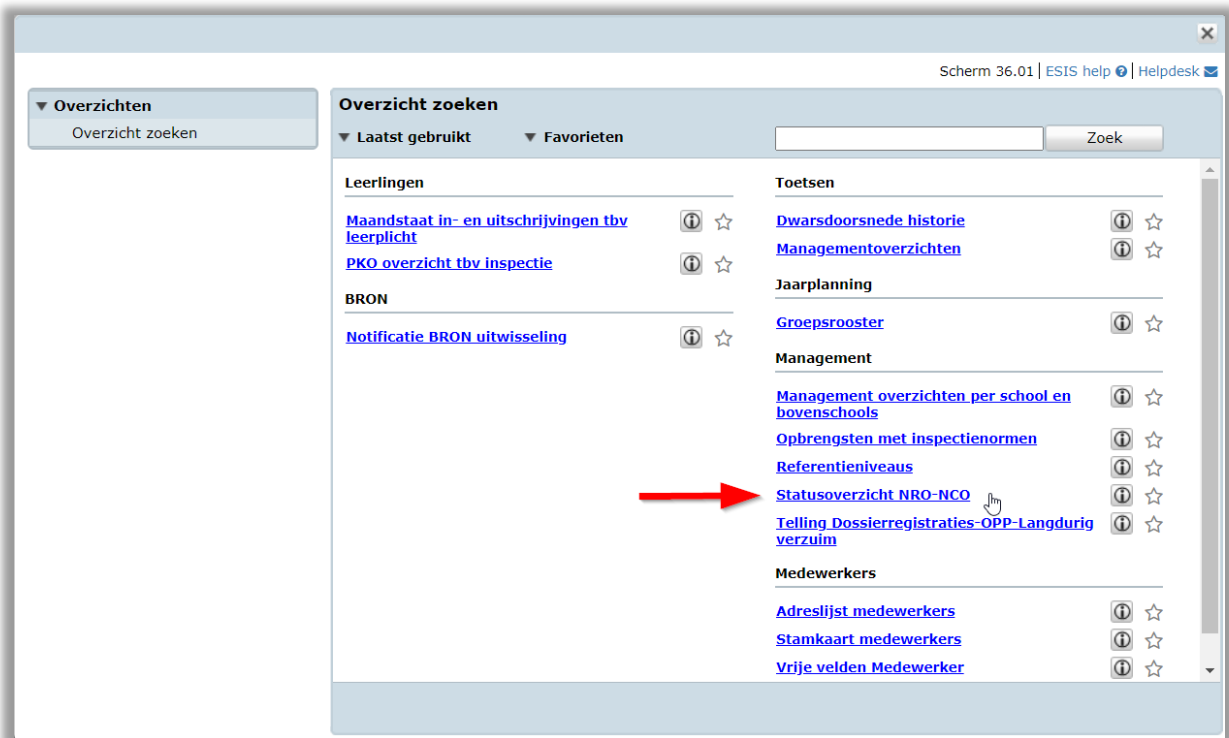 Scherm 36.01 | ESIS help | Helpdesk
Overzichten
Overzicht zoeken
Overzicht zoeken
Laatst gebruikt
Favorieten
Zoek
Leerlingen
Maandstaat in- en uitschrijvingen tbv
leerplicht
PKO overzicht tbv inspectie
BRON
Notificatie BRON uitwisseling
Toetsen
Dwarsdoorsnede historie
Managementoverzichten
Jaarplanning
Groepsrooster
Management
Management overzichten per school en
bovenschools
Opbrengsten met inspectienormen
Referentieniveaus
Statusoverzicht NRO-NCO
Telling Dossierregistraties-OPP-Langdurig
verzuim
Medewerkers
Adreslijst medewerkers
Stamkaart medewerkers
Vrije velden Medewerker